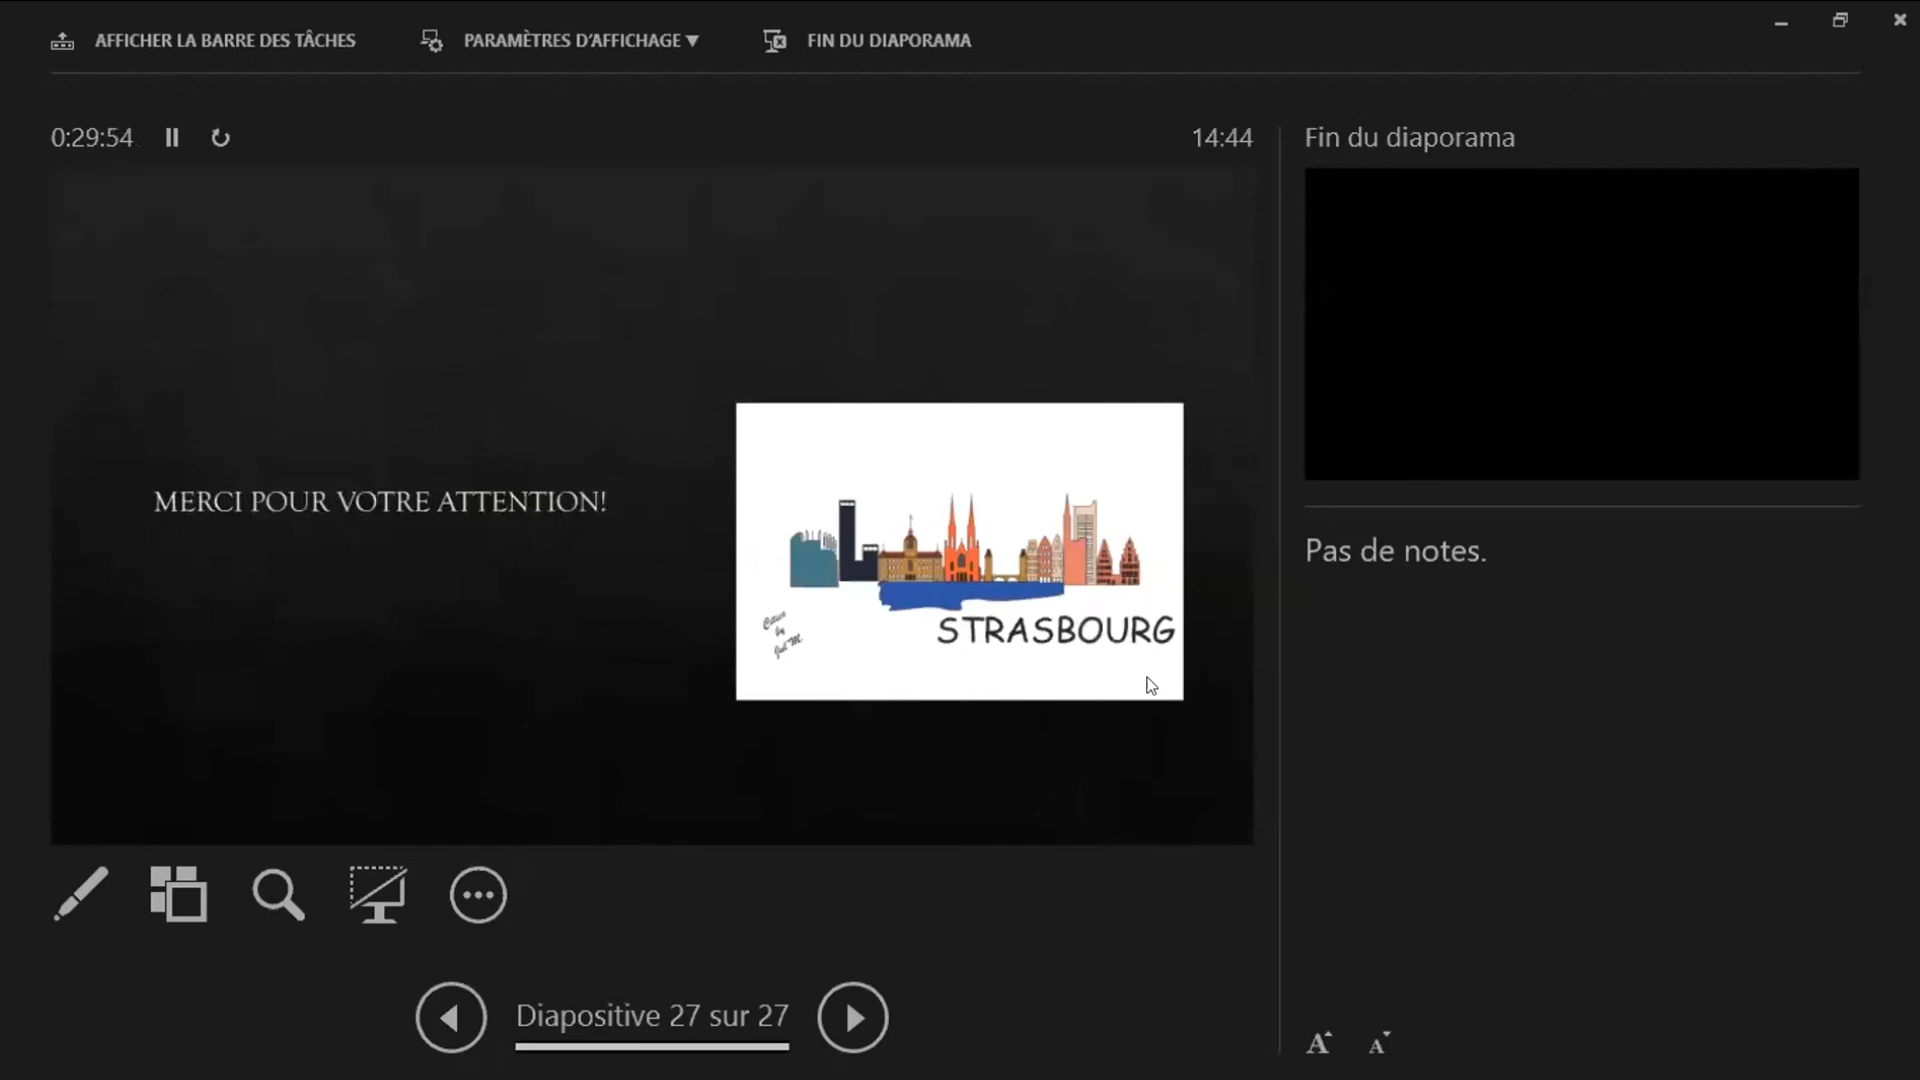 AFFICHER LA BARRE DES TÂCHES
PARAMÈTRES D'AFFICHAGE ▼
FIN DU DIAPORAMA
0:29:54
14:44
MERCI POUR VOTRE ATTENTION!
STRASBOURG
Diapositive 27 sur 27
Fin du diaporama
Pas de notes.
A
A